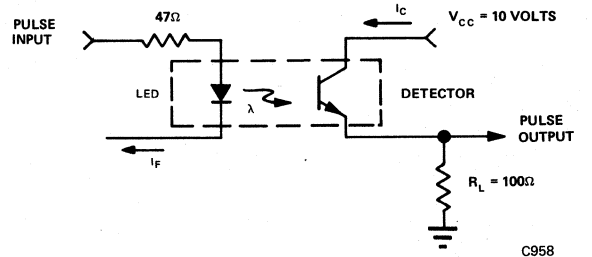 PULSE
INPUT
47Ω
I_C
V_CC = 10 VOLTS
LED
λ
DETECTOR
I_F
PULSE
OUTPUT
R_L = 100Ω
C958